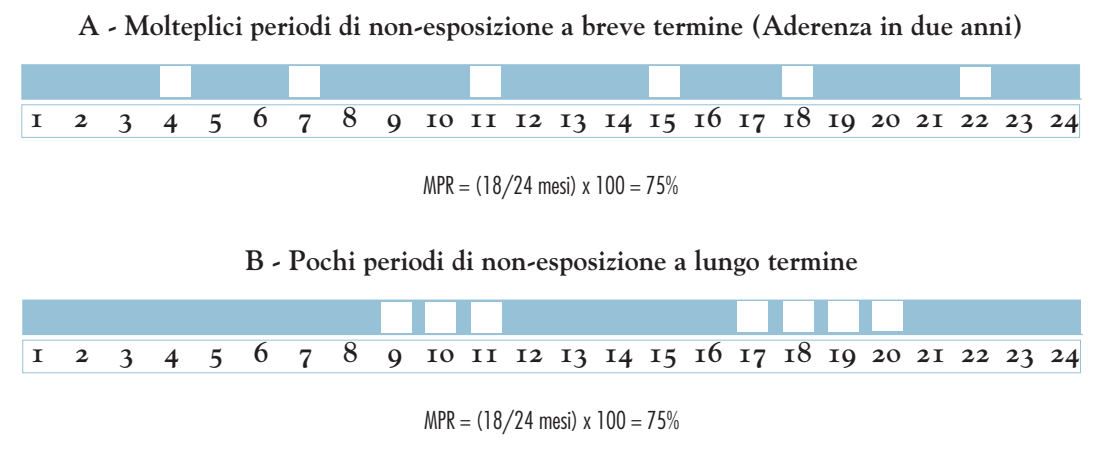 A - Molteplici periodi di non-esposizione a breve termine (Aderenza in due anni)
1 2 3 4 5 6 7 8 9 10 11 12 13 14 15 16 17 18 19 20 21 22 23 24
MPR = (18/24 mesi) x 100 = 75%
B - Pochi periodi di non-esposizione a lungo termine
1 2 3 4 5 6 7 8 9 10 11 12 13 14 15 16 17 18 19 20 21 22 23 24
MPR = (18/24 mesi) x 100 = 75%